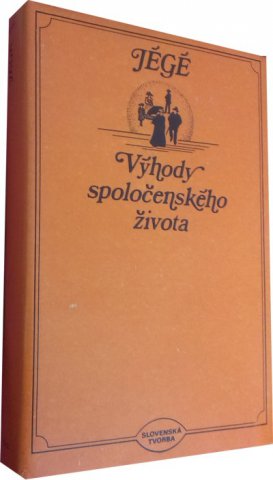 JÉGÉ
Výhody
spoločenského
života
SLOVENSKÁ
TVORBA